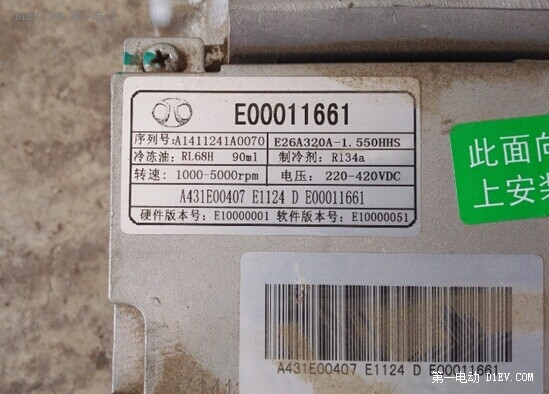 E00011661
序列号:A1411241A0070 E26A320A-1.550HHS
冷冻油: RL68H 90ml 制冷剂: R134a
转速: 1000-5000rpm 电压: 220-420VDC
A431E00407 E1124 D E00011661
硬件版本号: E10000001 软件版本号: E10000051
此面向
上安装
A431E00407 E1124 D E00011661
第一电动 D1EV.COM